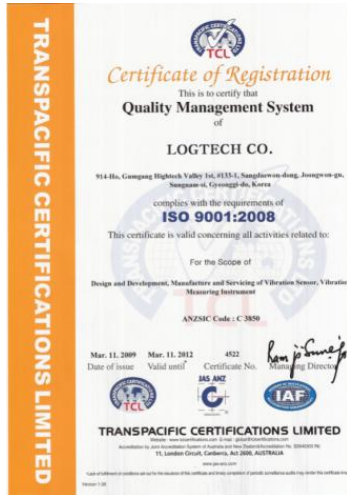 TRANSPACIFIC CERTIFICATIONS LIMITED
TCL
Certificate of Registration
This is to certify that
Quality Management System
of
LOGTECH CO.
914-Ho, Gumgang Hightech Valley 1st, #133-1, Sangdaewon-dong, Joongwon-gu,
Sungnam-si, Gyeonggi-do, Korea
complies with the requirements of
ISO 9001:2008
This certificate is valid concerning all activities related to:
For the Scope of
Design and Development, Manufacture and Servicing of Vibration Sensor, Vibration
Measuring Instrument
ANZSIC Code : C 3850
Mar. 11, 2009 Mar. 11, 2012 4522
Date of issue Valid until Certificate No. Managing Director
TCL
JAS-ANZ
IAF
TRANSPACIFIC CERTIFICATIONS LIMITED
11, London Circuit, Canberra, Act 2600, AUSTRALIA